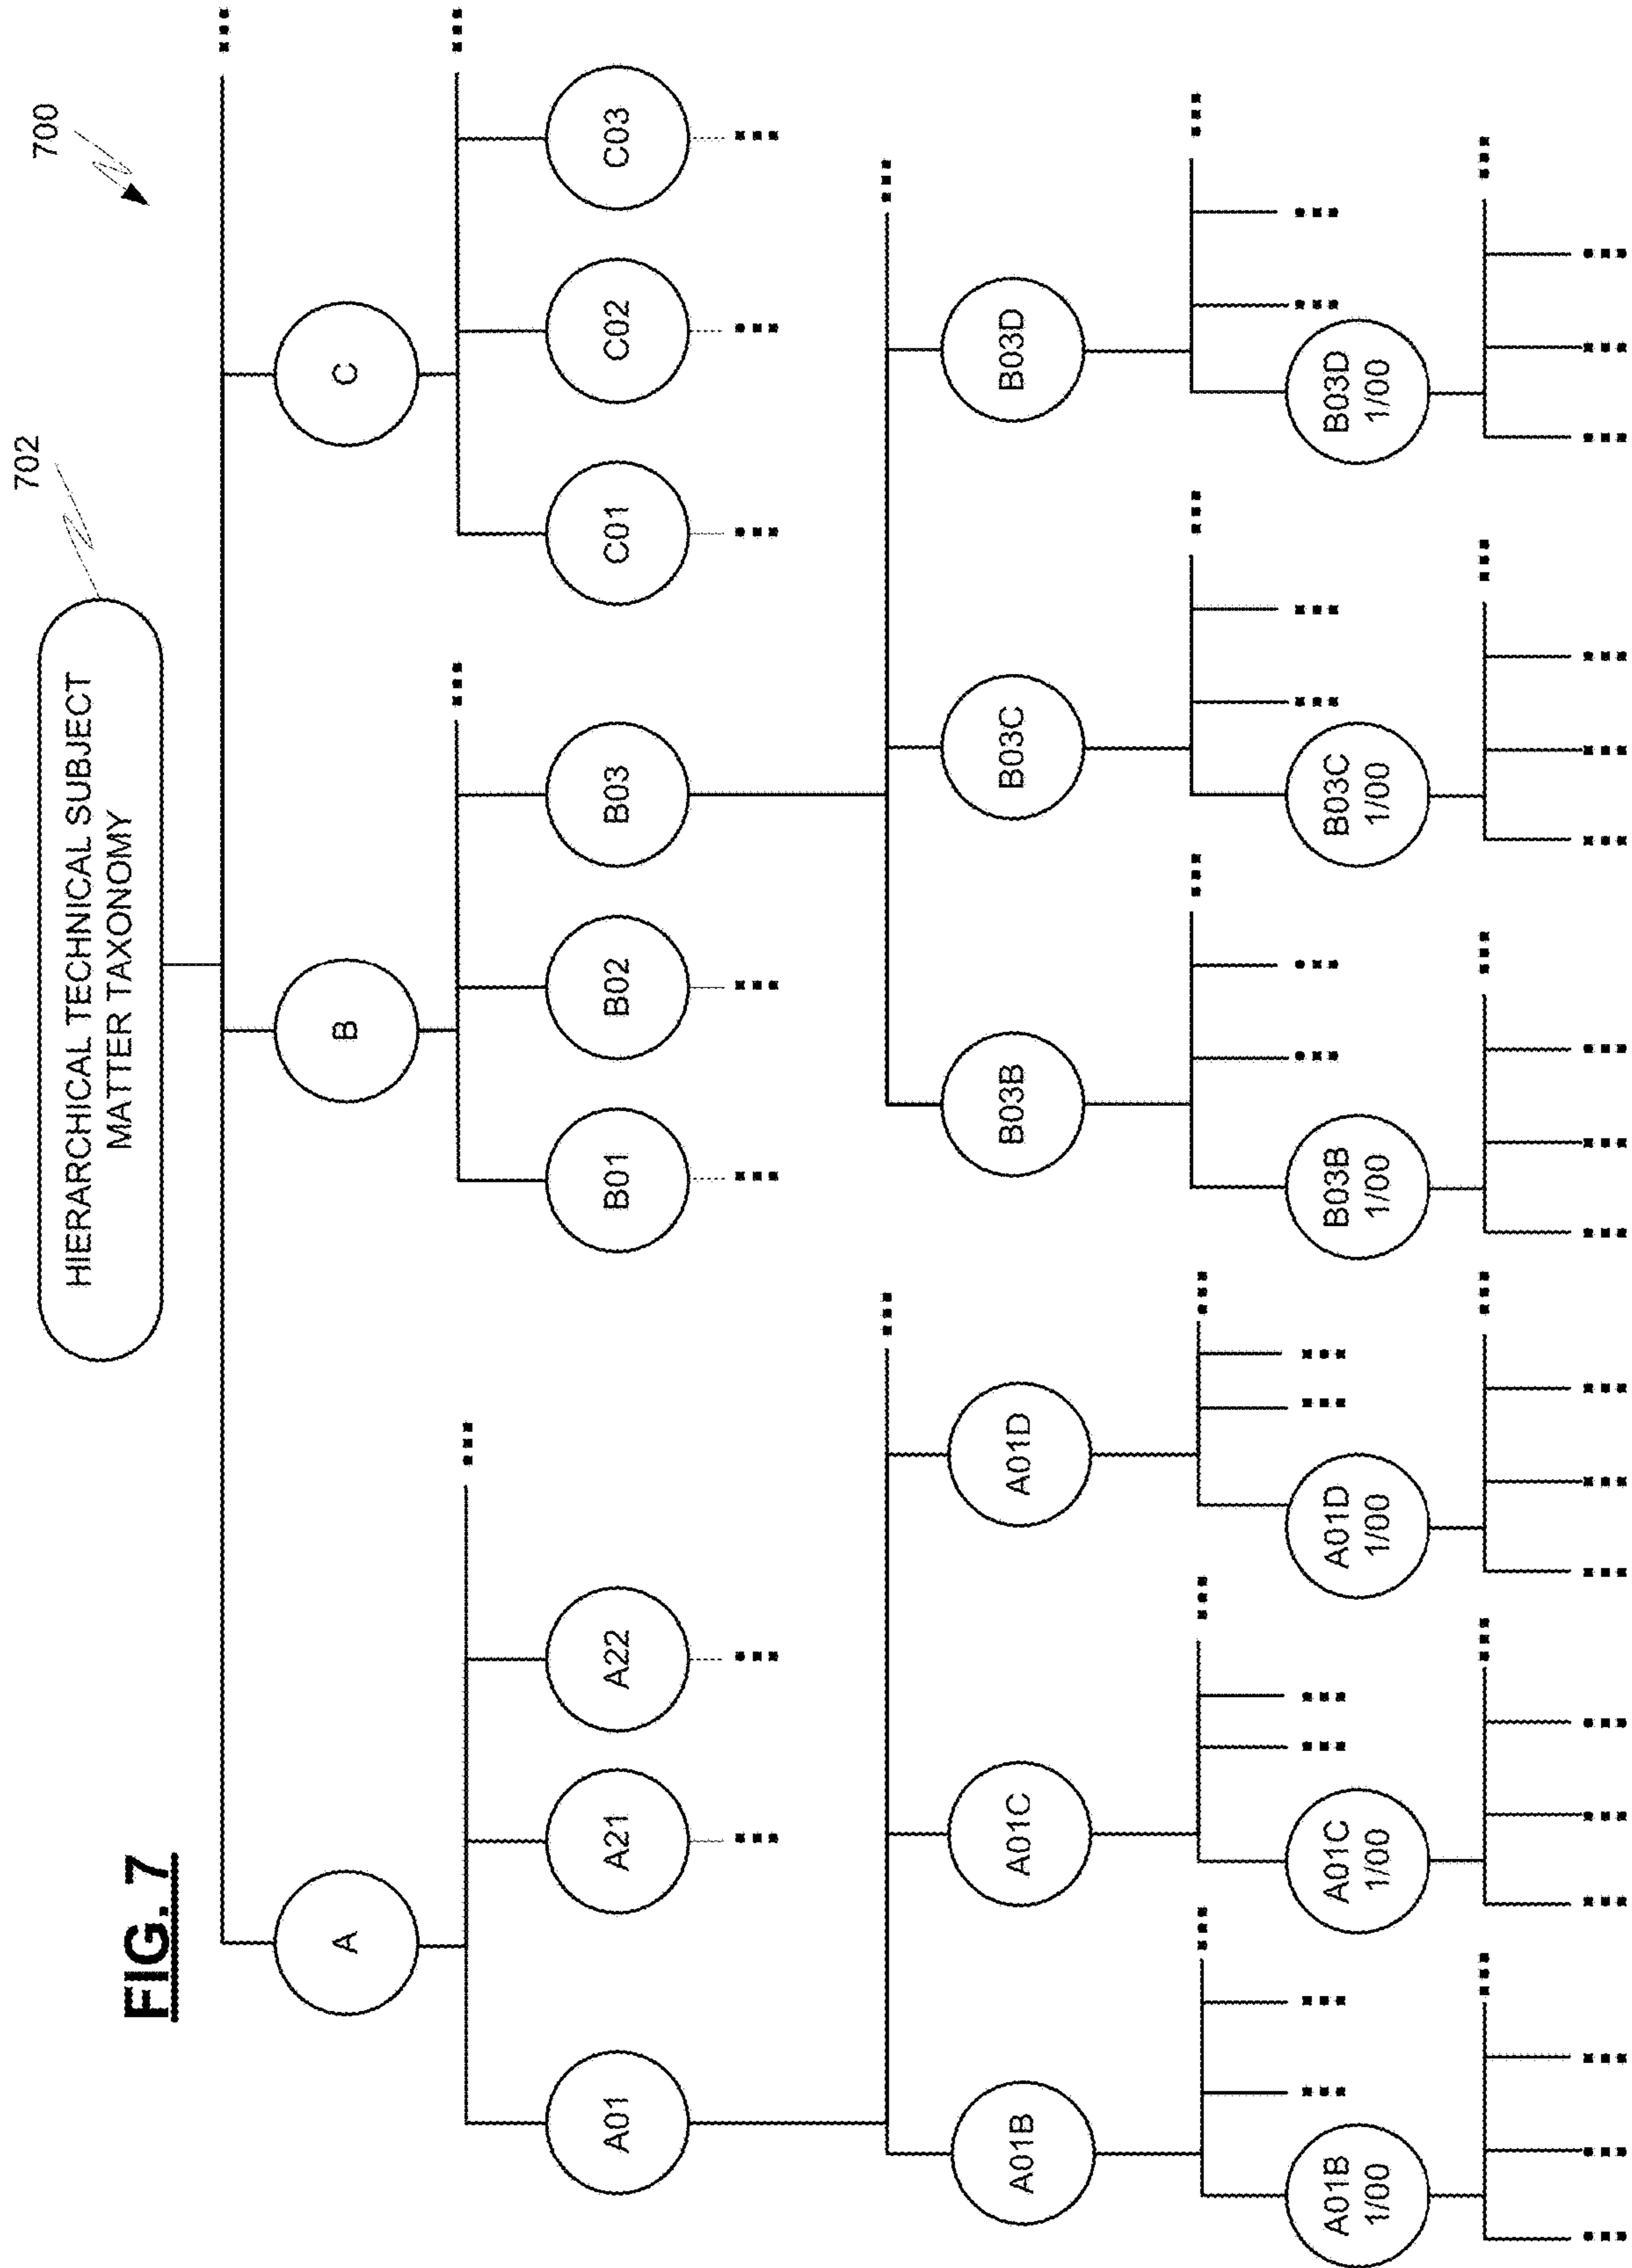 FIG. 7
700
702
HIERARCHICAL TECHNICAL SUBJECT
MATTER TAXONOMY
A
B
C
A01
A21
A22
B01
B02
B03
C01
C02
C03
A01B
A01C
A01D
B03B
B03C
B03D
A01B
1/00
A01C
1/00
A01D
1/00
B03B
1/00
B03C
1/00
B03D
1/00